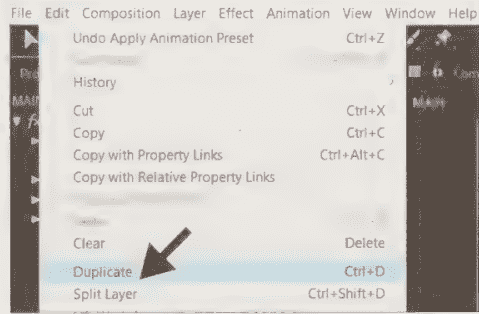 File Edit Composition Layer Effect Animation View Window Help
Undo Apply Animation Preset Ctrl+Z
History
Cut Ctrl+X
Copy Ctrl+C
Copy with Property Links Ctrl+Alt+C
Copy with Relative Property Links
Clear Delete
Duplicate Ctrl+D
Split Layer Ctrl+Shift+D